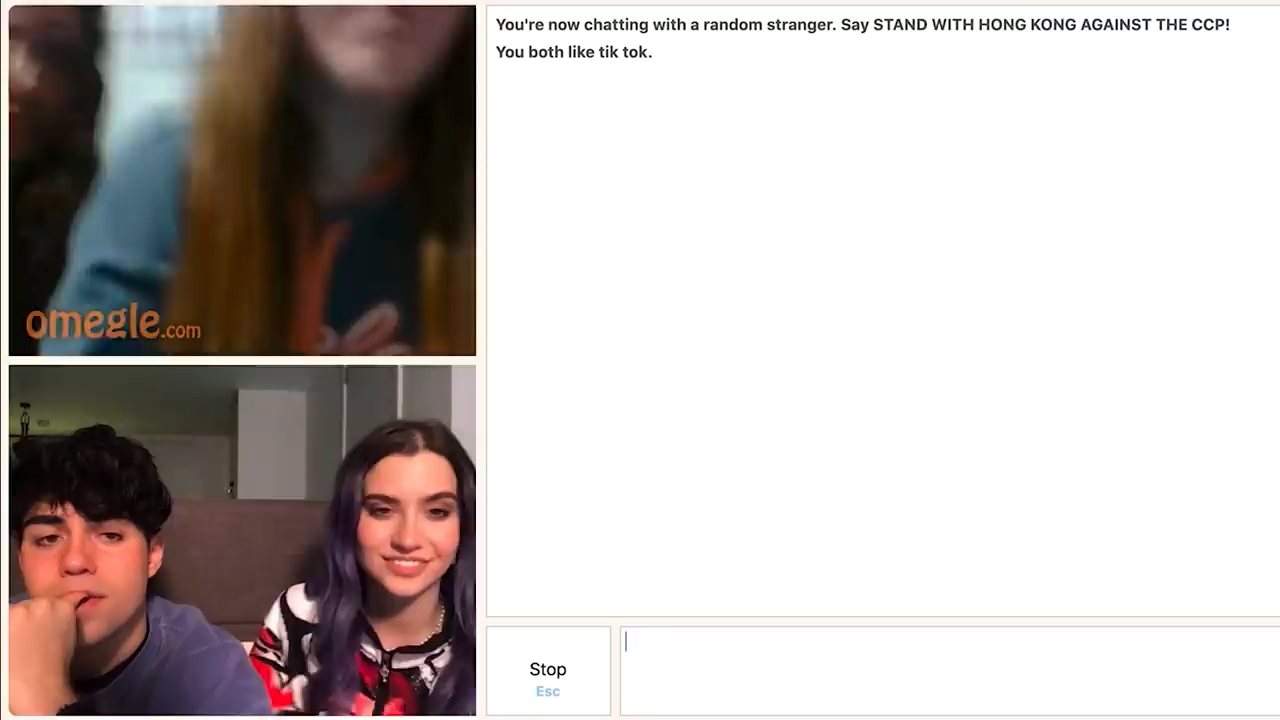 You're now chatting with a random stranger. Say STAND WITH HONG KONG AGAINST THE CCP!
You both like tik tok.
omegle.com
Stop
Esc